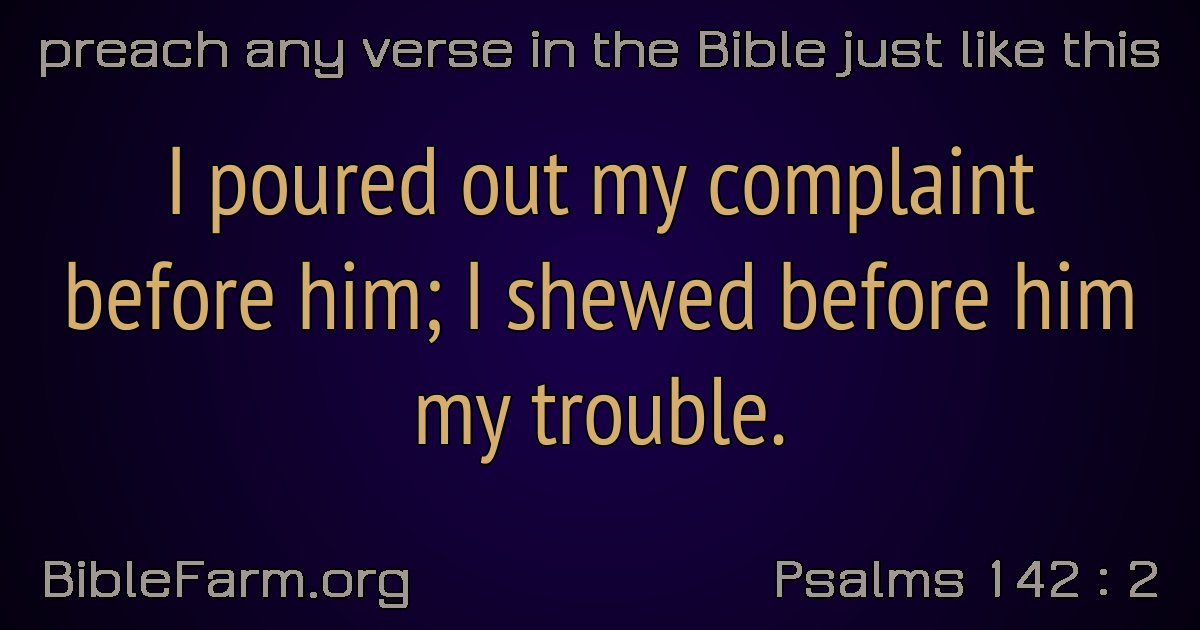 preach any verse in the Bible just like this
I poured out my complaint
before him; I shewed before him
my trouble.
BibleFarm.org
Psalms 142 : 2